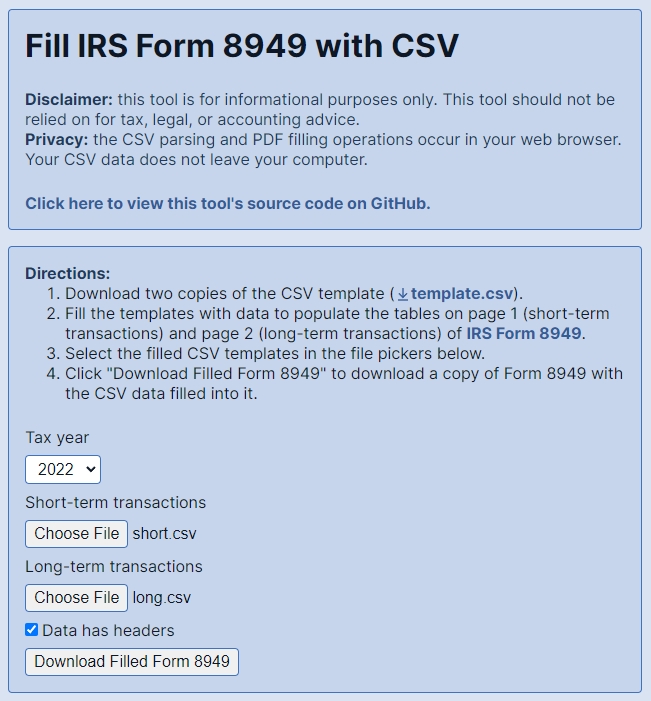 Fill IRS Form 8949 with CSV
Disclaimer: this tool is for informational purposes only. This tool should not be
relied on for tax, legal, or accounting advice.
Privacy: the CSV parsing and PDF filling operations occur in your web browser.
Your CSV data does not leave your computer.
Click here to view this tool's source code on GitHub.
Directions:
1. Download two copies of the CSV template (template.csv).
2. Fill the templates with data to populate the tables on page 1 (short-term
transactions) and page 2 (long-term transactions) of IRS Form 8949.
3. Select the filled CSV templates in the file pickers below.
4. Click "Download Filled Form 8949" to download a copy of Form 8949 with
the CSV data filled into it.
Tax year
2022
Short-term transactions
Choose File short.csv
Long-term transactions
Choose File long.csv
Data has headers
Download Filled Form 8949